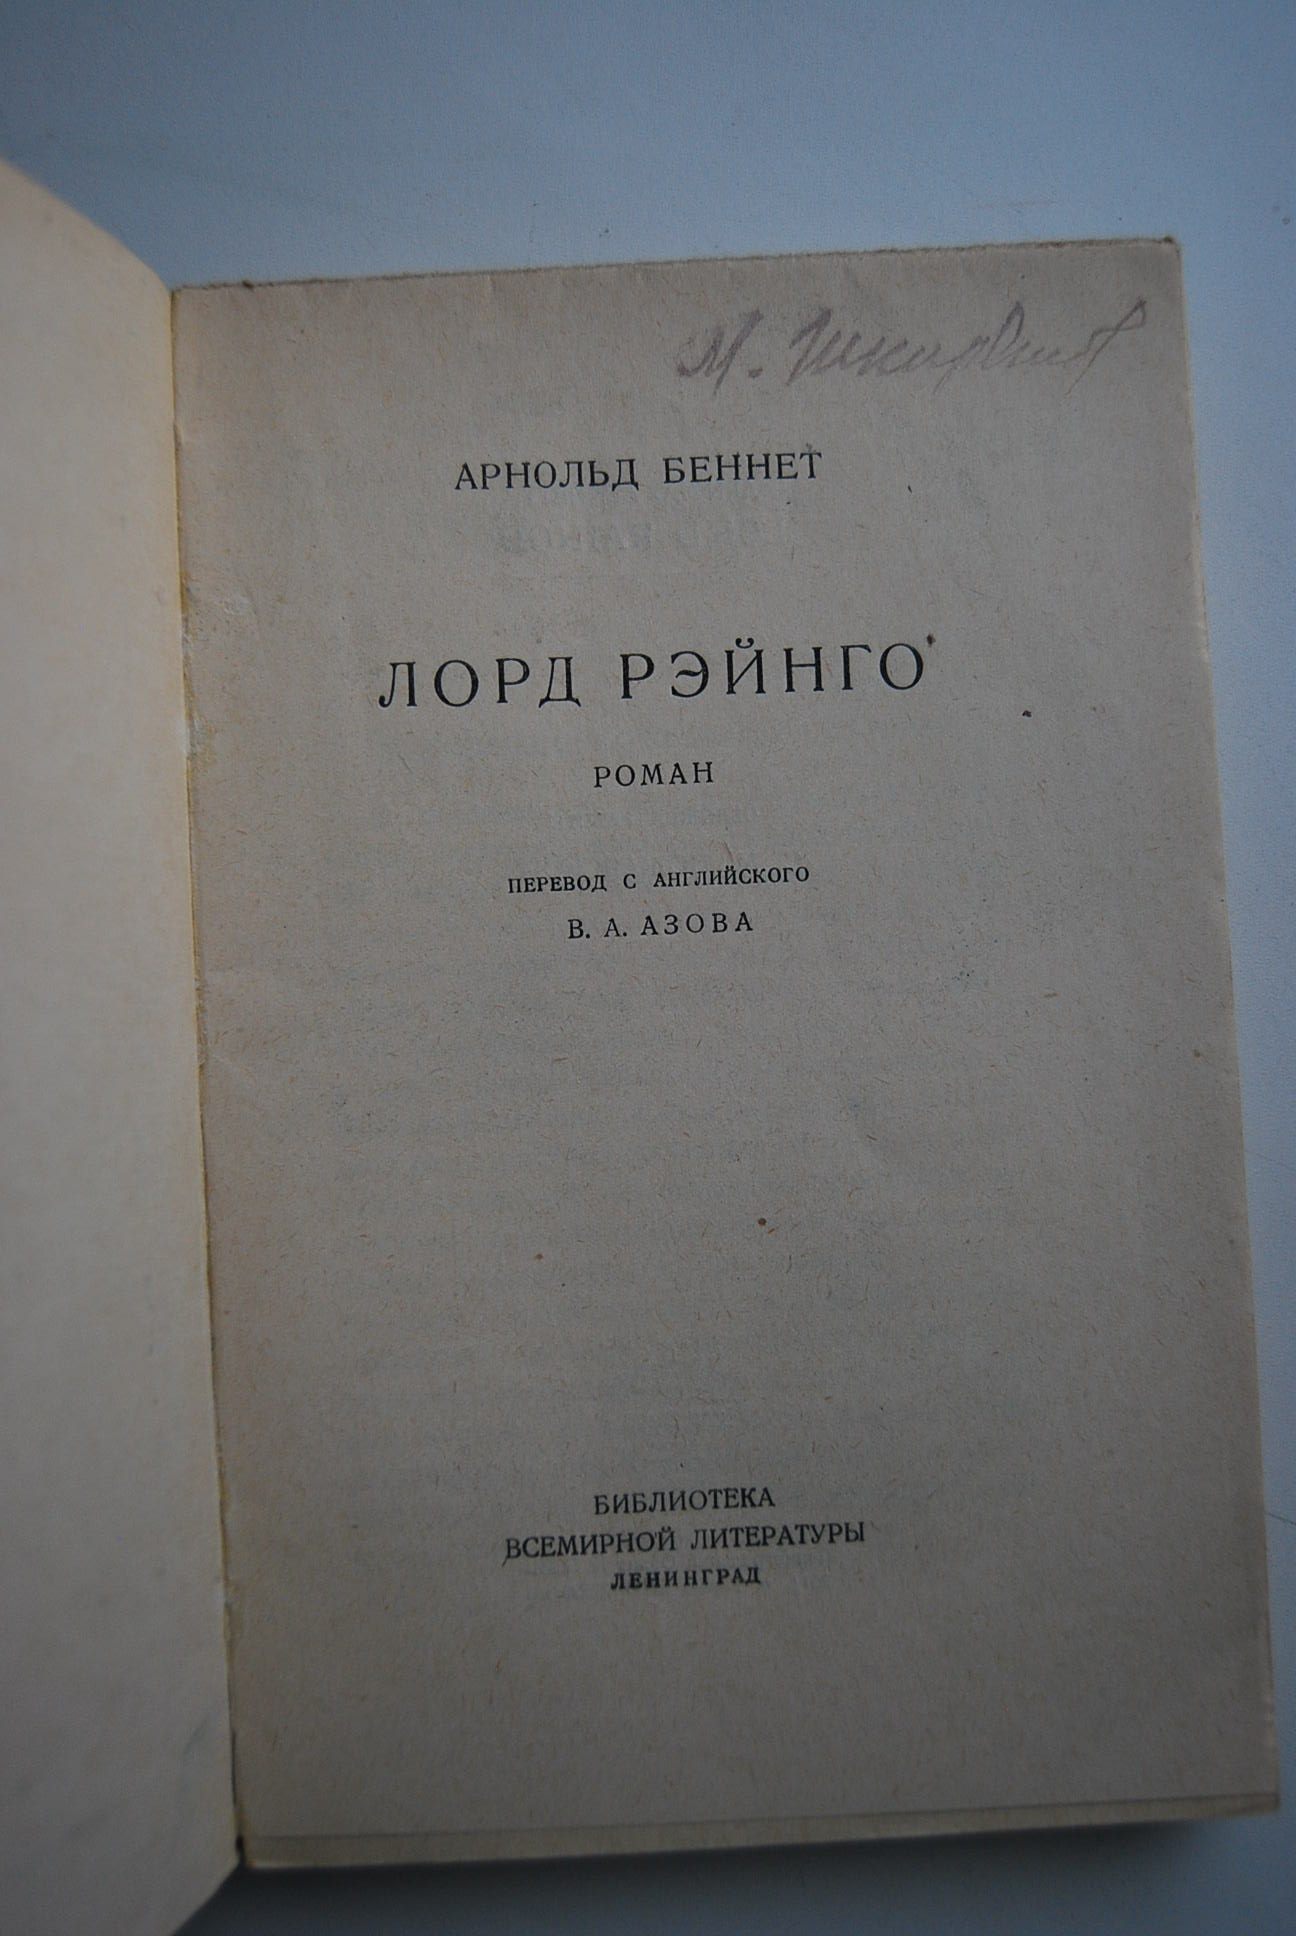 М.
АРНОЛЬД БЕННЕТ
ЛОРД РЭЙНГО
РОМАН
ПЕРЕВОД С АНГЛИЙСКОГО
В. А. АЗОВА
БИБЛИОТЕКА
ВСЕМИРНОЙ ЛИТЕРАТУРЫ
ЛЕНИНГРАД